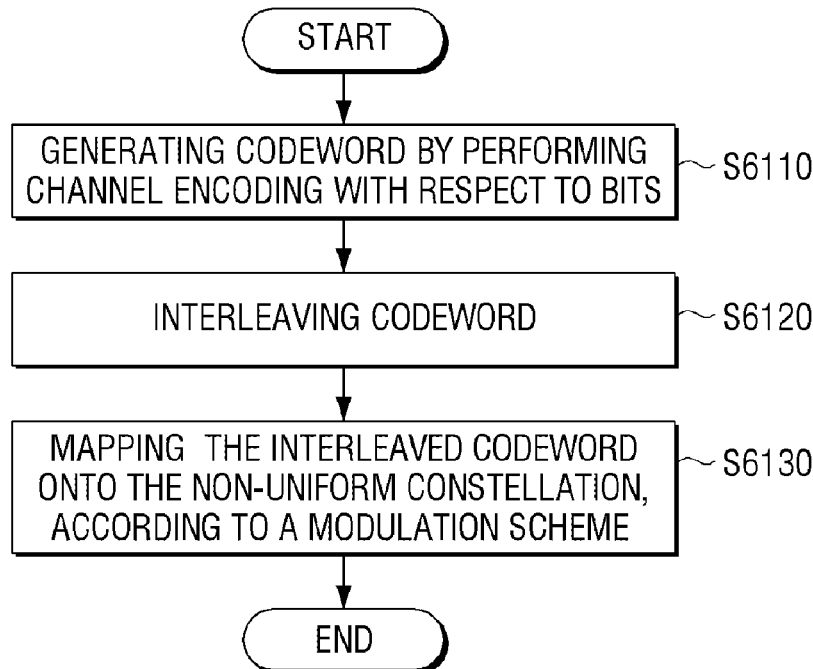 START
GENERATING CODEWORD BY PERFORMING
CHANNEL ENCODING WITH RESPECT TO BITS
S6110
INTERLEAVING CODEWORD
S6120
MAPPING THE INTERLEAVED CODEWORD
ONTO THE NON-UNIFORM CONSTELLATION,
ACCORDING TO A MODULATION SCHEME
S6130
END